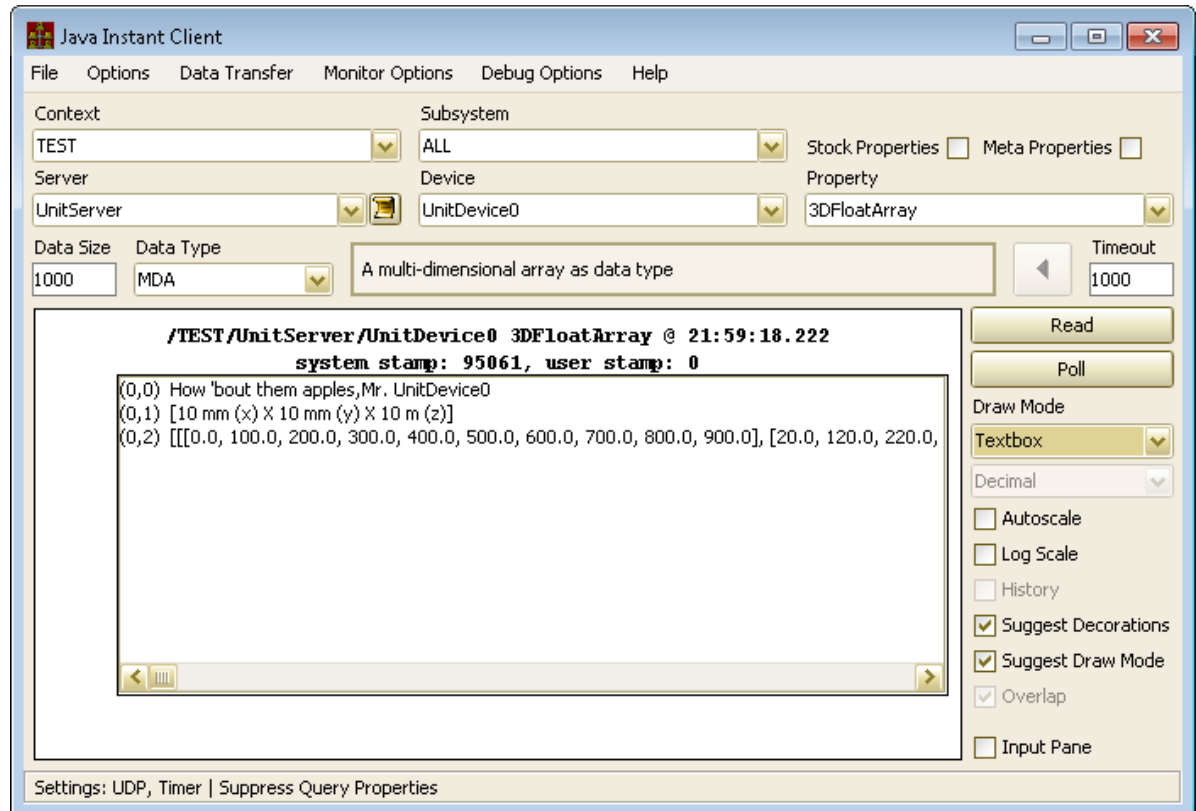 Java Instant Client
File Options Data Transfer Monitor Options Debug Options Help
Context Subsystem
TEST ALL Stock Properties Meta Properties
Server Device Property
UnitServer UnitDevice0 3DFloatArray
Data Size Data Type Timeout
1000 MDA A multi-dimensional array as data type 1000
/TEST/UnitServer/UnitDevice0 3DFloatArray @ 21:59:18.222
system stamp: 95061, user stamp: 0
(0,0) How 'bout them apples,Mr. UnitDevice0
(0,1) [10 mm (x) X 10 mm (y) X 10 m (z)]
(0,2) [[[0.0, 100.0, 200.0, 300.0, 400.0, 500.0, 600.0, 700.0, 800.0, 900.0], [20.0, 120.0, 220.0,
Read
Poll
Draw Mode
Textbox
Decimal
Autoscale
Log Scale
History
Suggest Decorations
Suggest Draw Mode
Overlap
Input Pane
Settings: UDP, Timer | Suppress Query Properties